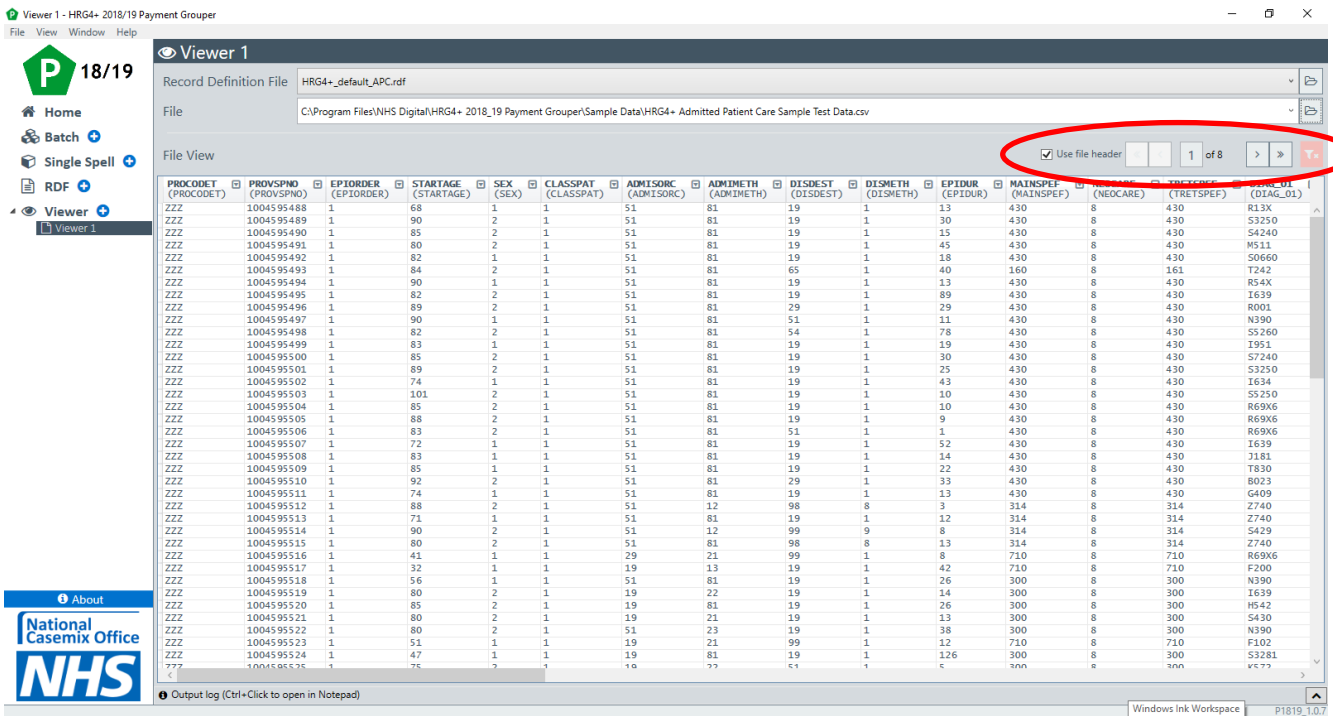 Viewer 1 - HRG4+ 2018/19 Payment Grouper
File View Window Help
P 18/19
Home
Batch
Single Spell
RDF
Viewer
Viewer 1
Viewer 1
Record Definition File HRG4+_default_APC.rdf
File C:\Program Files\NHS Digital\HRG4+ 2018_19 Payment Grouper\Sample Data\HRG4+ Admitted Patient Care Sample Test Data.csv
File View Use file header 1 of 8
PROCODET PROVSPNO EPIORDER STARTAGE SEX CLASSPAT ADMISORC ADMIMETH DISDEST DISMETH EPIDUR MAINSPEF NEOCARE TRETSPEF DIAG_01
(PROCODET) (PROVSPNO) (EPIORDER) (STARTAGE) (SEX) (CLASSPAT) (ADMISORC) (ADMIMETH) (DISDEST) (DISMETH) (EPIDUR) (MAINSPEF) (NEOCARE) (TRETSPEF) (DIAG_01)
ZZZ 1004595488 1 68 1 1 51 81 19 1 13 430 8 430 R13X
ZZZ 1004595489 1 90 2 1 51 81 19 1 30 430 8 430 S3250
ZZZ 1004595490 1 85 2 1 51 81 19 1 15 430 8 430 S4240
ZZZ 1004595491 1 80 2 1 51 81 19 1 45 430 8 430 M511
ZZZ 1004595492 1 82 1 1 51 81 19 1 18 430 8 430 S0660
ZZZ 1004595493 1 84 2 1 51 81 65 1 40 160 8 161 T242
ZZZ 1004595494 1 90 1 1 51 81 19 1 13 430 8 430 R54X
ZZZ 1004595495 1 82 2 1 51 81 19 1 89 430 8 430 I639
ZZZ 1004595496 1 89 2 1 51 81 29 1 29 430 8 430 R001
ZZZ 1004595497 1 90 1 1 51 81 51 1 11 430 8 430 N390
ZZZ 1004595498 1 82 2 1 51 81 54 1 78 430 8 430 S5260
ZZZ 1004595499 1 83 1 1 51 81 19 1 19 430 8 430 I951
ZZZ 1004595500 1 85 2 1 51 81 19 1 30 430 8 430 S7240
ZZZ 1004595501 1 89 2 1 51 81 19 1 25 430 8 430 S3250
ZZZ 1004595502 1 74 1 1 51 81 19 1 43 430 8 430 I634
ZZZ 1004595503 1 101 2 1 51 81 19 1 10 430 8 430 S5250
ZZZ 1004595504 1 85 2 1 51 81 19 1 10 430 8 430 R69X6
ZZZ 1004595505 1 88 2 1 51 81 19 1 9 430 8 430 R69X6
ZZZ 1004595506 1 83 2 1 51 81 51 1 1 430 8 430 R69X6
ZZZ 1004595507 1 72 1 1 51 81 19 1 52 430 8 430 I639
ZZZ 1004595508 1 83 1 1 51 81 19 1 14 430 8 430 J181
ZZZ 1004595509 1 85 1 1 51 81 19 1 22 430 8 430 T830
ZZZ 1004595510 1 92 2 1 51 81 29 1 33 430 8 430 B023
ZZZ 1004595511 1 74 1 1 51 81 19 1 13 430 8 430 G409
ZZZ 1004595512 1 88 2 1 51 12 98 8 3 314 8 314 Z740
ZZZ 1004595513 1 71 1 1 51 81 19 1 12 314 8 314 Z740
ZZZ 1004595514 1 90 2 1 51 12 99 9 8 314 8 314 S429
ZZZ 1004595515 1 80 2 1 51 81 98 8 13 314 8 314 Z740
ZZZ 1004595516 1 41 1 1 29 21 99 1 8 710 8 710 R69X6
ZZZ 1004595517 1 32 1 1 19 13 19 1 42 710 8 710 F200
ZZZ 1004595518 1 56 1 1 51 81 19 1 26 300 8 300 N390
ZZZ 1004595519 1 80 2 1 19 22 19 1 14 300 8 300 I639
ZZZ 1004595520 1 85 2 1 19 81 19 1 26 300 8 300 H542
ZZZ 1004595521 1 80 2 1 19 21 19 1 13 300 8 300 S430
ZZZ 1004595522 1 80 2 1 51 23 19 1 38 300 8 300 N390
ZZZ 1004595523 1 51 1 1 19 21 99 1 12 710 8 710 F102
ZZZ 1004595524 1 47 1 1 19 81 19 1 126 300 8 300 S3281
ZZZ 1004595525 1 75 2 1 19 22 51 1 5 300 8 300 K572
About
National
Casemix Office
NHS
Output log (Ctrl+Click to open in Notepad)
Windows Ink Workspace P1819_1.0.7